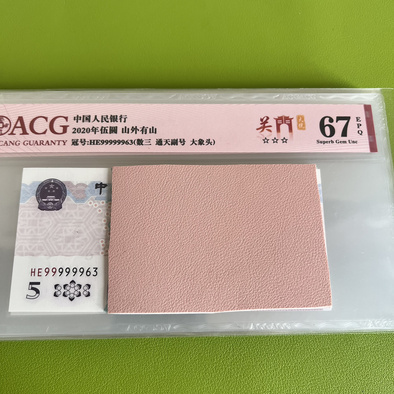 ACG
CANG GUARANTY
中国人民银行
2020年伍圆 山外有山
冠号:HE99999963(数三 通天副号 大象头)
关門
☆☆☆
67 EPQ
Superb Gem Unc
中
HE99999963
5